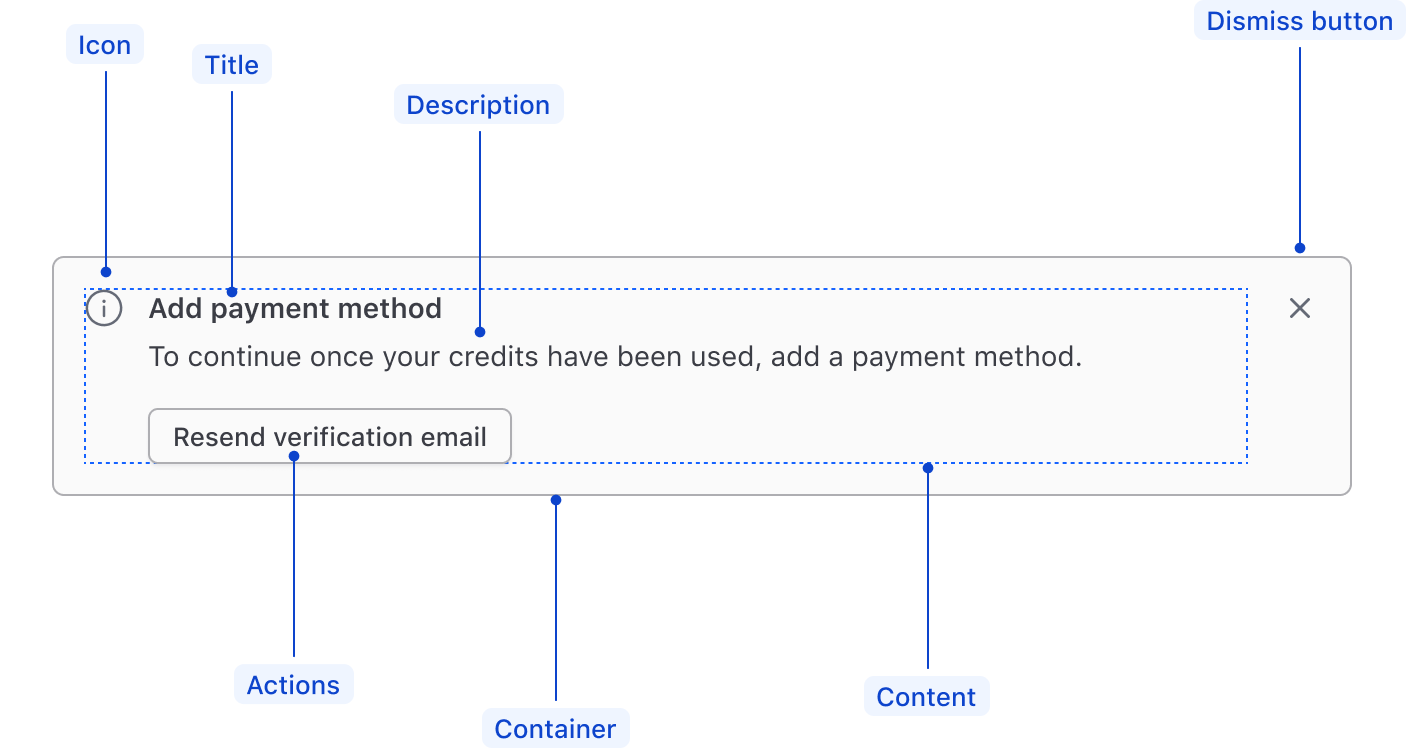 Dismiss button
Icon
Title
Description
Add payment method
To continue once your credits have been used, add a payment method.
Resend verification email
Actions
Content
Container